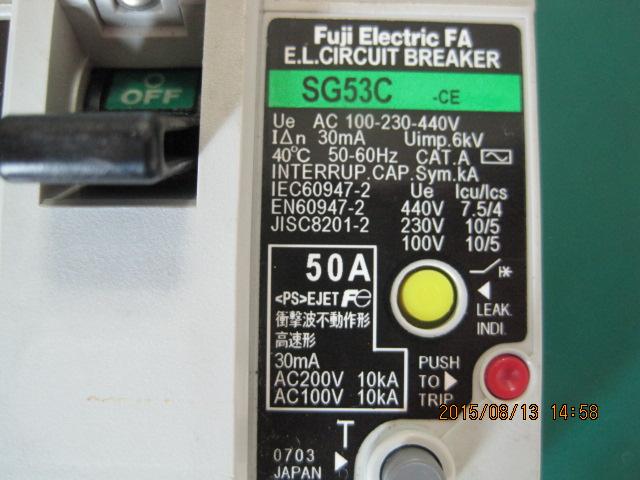 Fuji Electric FA
E.L.CIRCUIT BREAKER
SG53C -CE
OFF
Ue AC 100-230-440V
IΔn 30mA Uimp.6kV
40℃ 50-60Hz CAT.A
INTERRUP.CAP.Sym.kA
IEC60947-2 Ue Icu/Ics
EN60947-2 440V 7.5/4
JISC8201-2 230V 10/5
100V 10/5
50A
<PS>EJET Fe
衝撃波不動作形
高速形
30mA
AC200V 10kA
AC100V 10kA
LEAK.
INDI.
PUSH
TO
TRIP
2015/08/13 14:58
T
0703
JAPAN